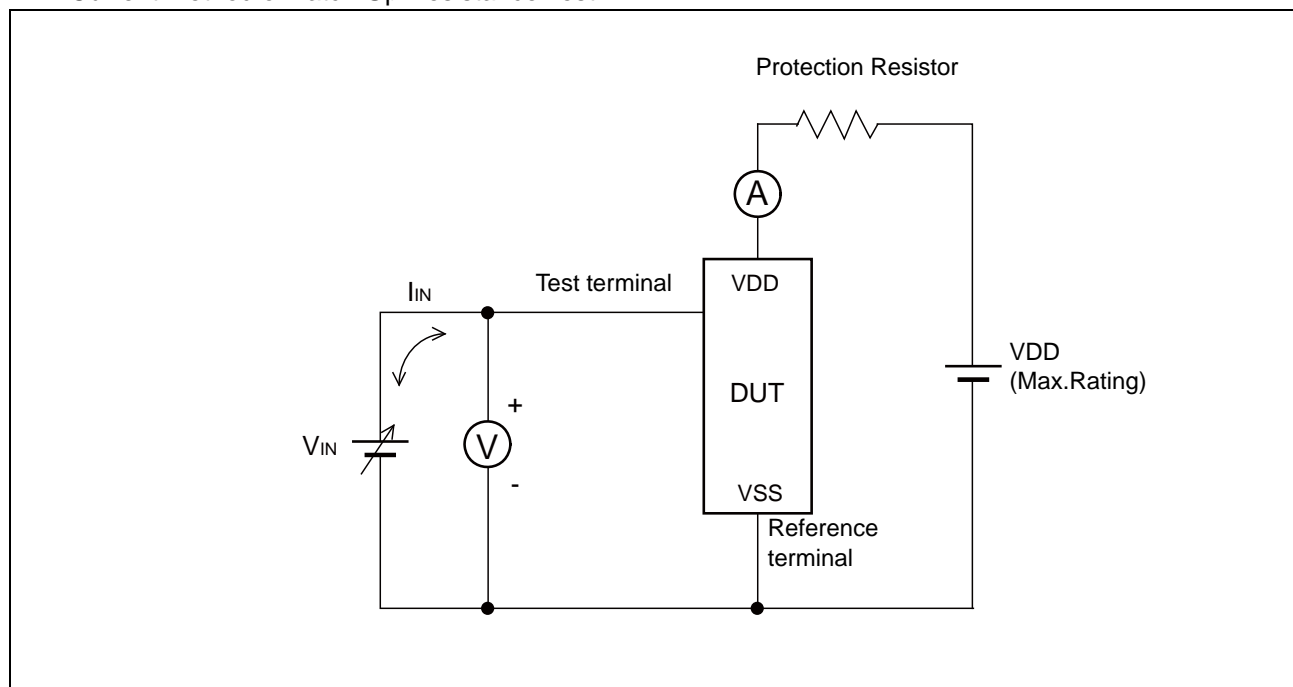 Protection Resistor
A
VDD
Test terminal
IIN
VDD
(Max.Rating)
DUT
+
VIN
V
-
VSS
Reference
terminal